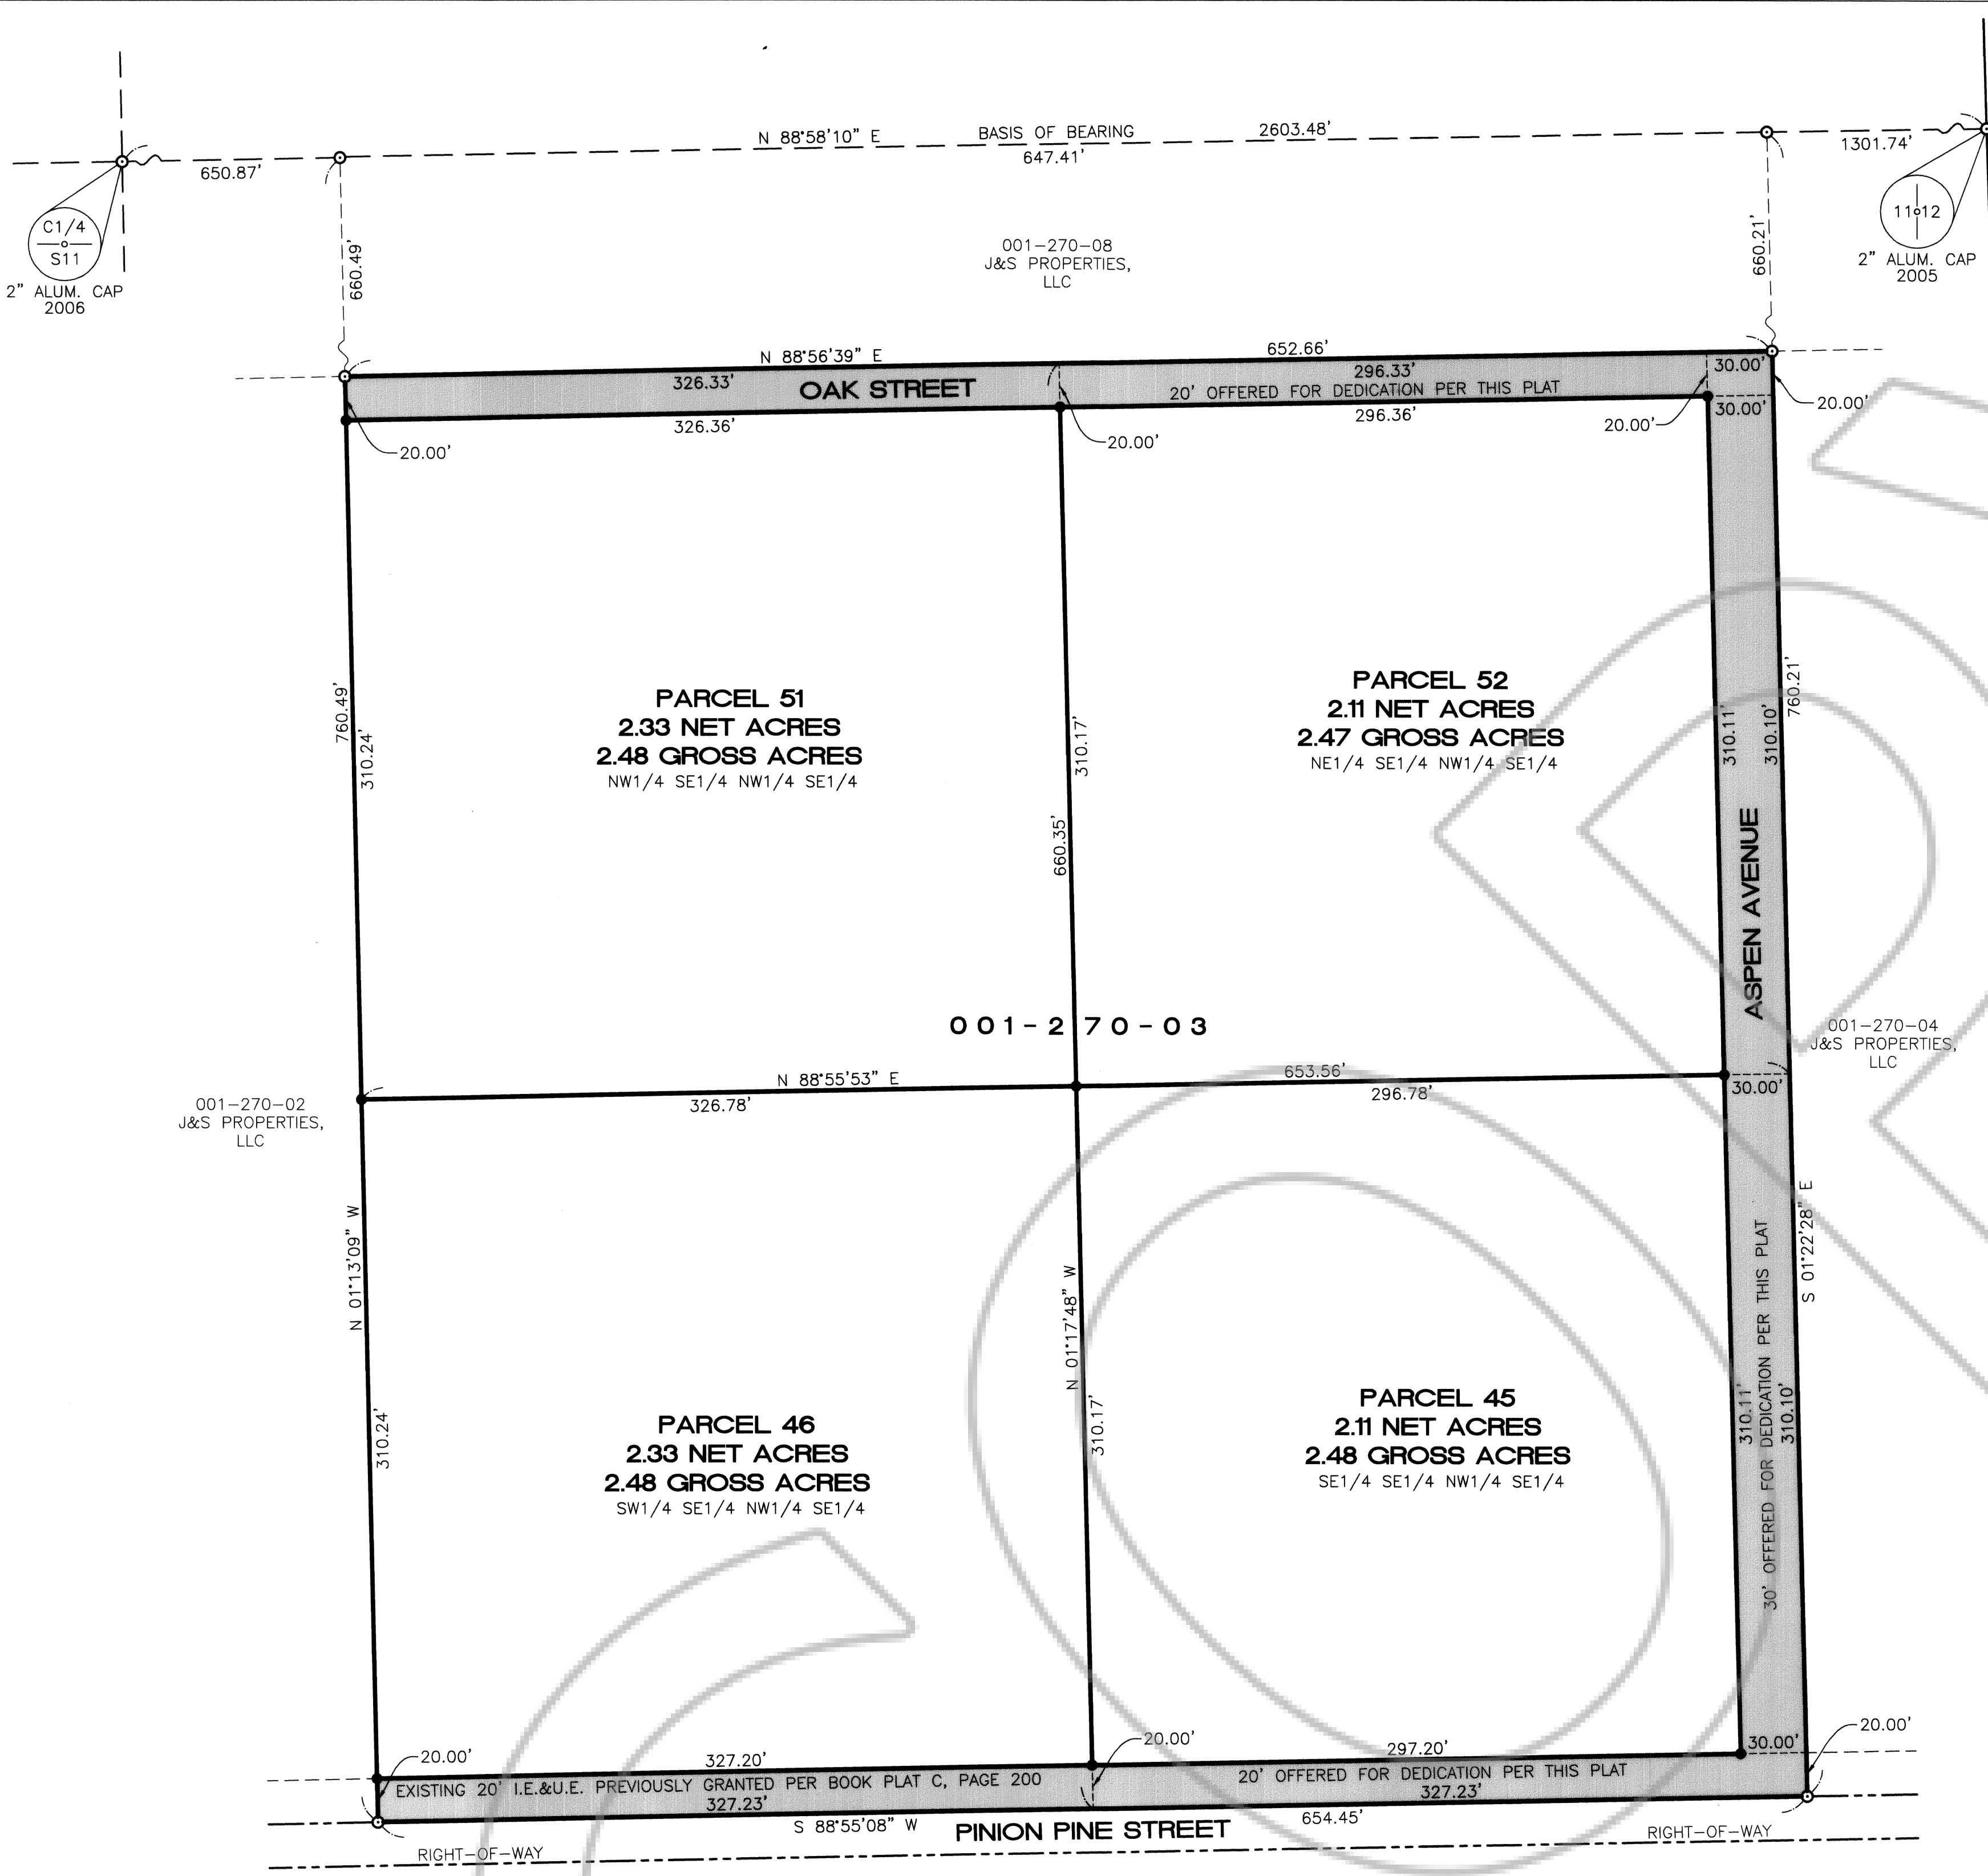 N 88°58'10" E
BASIS OF BEARING
2603.48'
650.87'
647.41'
1301.74'
C1/4
S11
2" ALUM. CAP
2006
11 12
2" ALUM. CAP
2005
660.49'
660.21'
001-270-08
J&S PROPERTIES,
LLC
N 88°56'39" E
652.66'
326.33'
OAK STREET
296.33'
30.00'
20' OFFERED FOR DEDICATION PER THIS PLAT
326.36'
296.36'
30.00'
20.00'
20.00'
20.00'
20.00'
PARCEL 51
2.33 NET ACRES
2.48 GROSS ACRES
NW1/4 SE1/4 NW1/4 SE1/4
PARCEL 52
2.11 NET ACRES
2.47 GROSS ACRES
NE1/4 SE1/4 NW1/4 SE1/4
760.49'
310.24'
310.17'
660.35'
310.11'
310.10'
760.21'
ASPEN AVENUE
001-270-03
001-270-04
J&S PROPERTIES,
LLC
N 88°55'53" E
653.56'
326.78'
296.78'
30.00'
001-270-02
J&S PROPERTIES,
LLC
N 01°13'09" W
N 01°17'48" W
S 01°22'28" E
30' OFFERED FOR DEDICATION PER THIS PLAT
310.24'
310.17'
310.11'
310.10'
PARCEL 46
2.33 NET ACRES
2.48 GROSS ACRES
SW1/4 SE1/4 NW1/4 SE1/4
PARCEL 45
2.11 NET ACRES
2.48 GROSS ACRES
SE1/4 SE1/4 NW1/4 SE1/4
20.00'
327.20'
20.00'
297.20'
30.00'
20.00'
EXISTING 20' I.E.&U.E. PREVIOUSLY GRANTED PER BOOK PLAT C, PAGE 200
20' OFFERED FOR DEDICATION PER THIS PLAT
327.23'
327.23'
S 88°55'08" W
PINION PINE STREET
654.45'
RIGHT-OF-WAY
RIGHT-OF-WAY